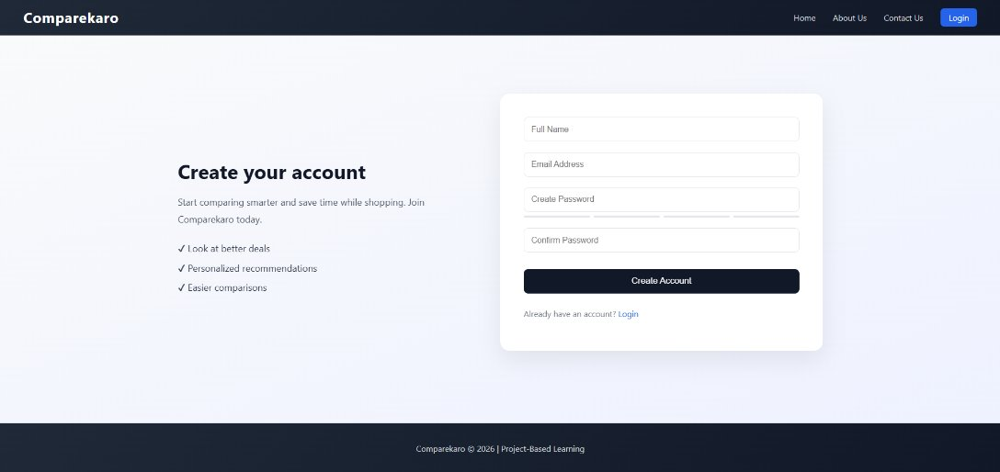 Comparekaro
Home About Us Contact Us Login
Create your account
Start comparing smarter and save time while shopping. Join
Comparekaro today.
✓ Look at better deals
✓ Personalized recommendations
✓ Easier comparisons
Full Name
Email Address
Create Password
Confirm Password
Create Account
Already have an account? Login
Comparekaro © 2026 | Project-Based Learning